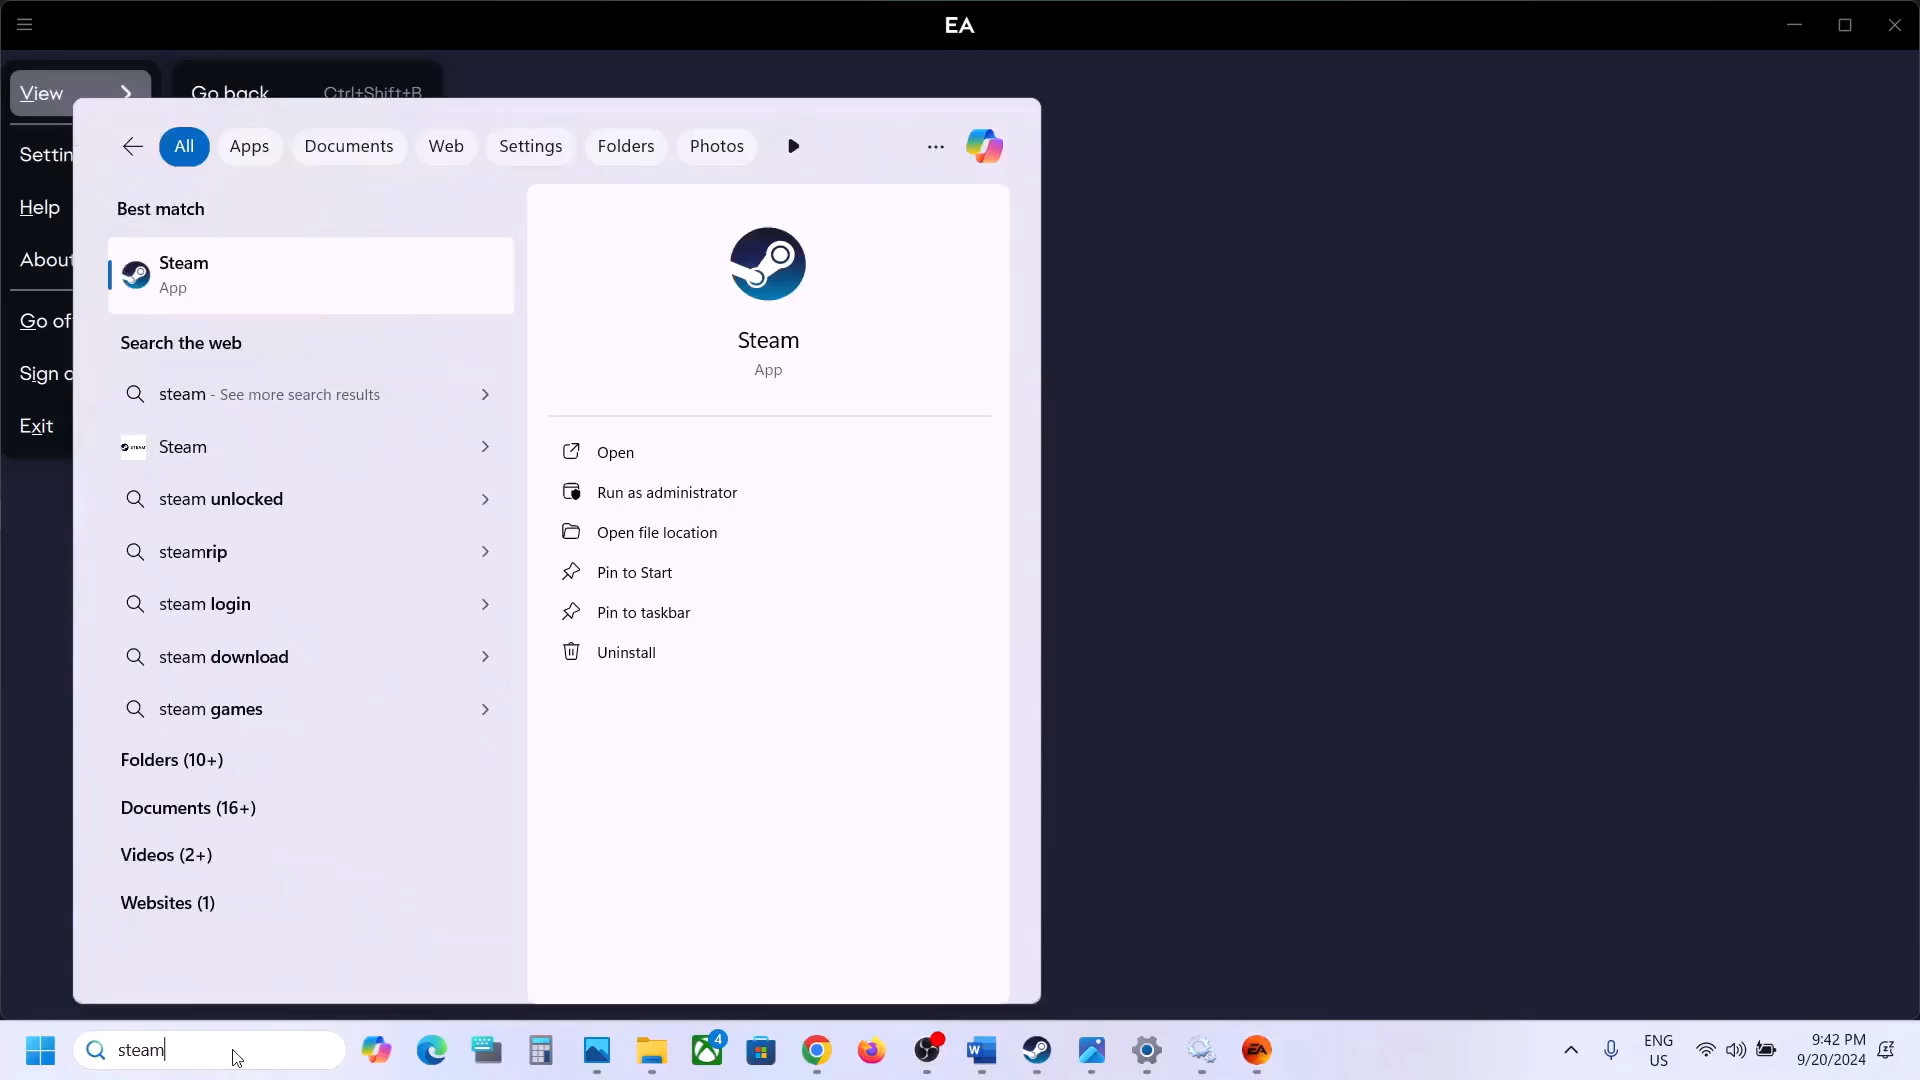 EA
View
Go back Ctrl+Shift+B
Settin
Help
About
Go of
Sign o
Exit
All Apps Documents Web Settings Folders Photos
Best match
Steam
App
Search the web
steam - See more search results
Steam
steam unlocked
steamrip
steam login
steam download
steam games
Folders (10+)
Documents (16+)
Videos (2+)
Websites (1)
Steam
App
Open
Run as administrator
Open file location
Pin to Start
Pin to taskbar
Uninstall
steam
4
W
EA
ENG
US
9:42 PM
9/20/2024